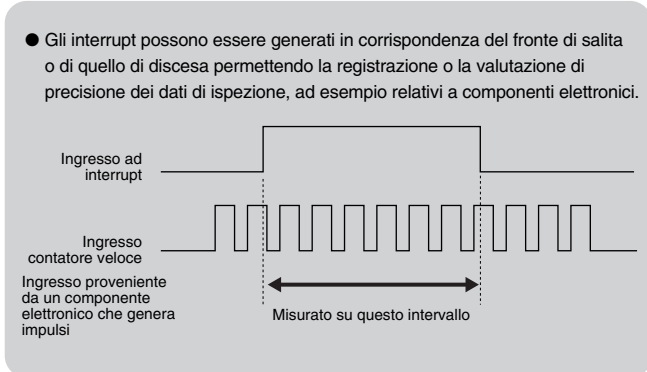 ● Gli interrupt possono essere generati in corrispondenza del fronte di salita
o di quello di discesa permettendo la registrazione o la valutazione di
precisione dei dati di ispezione, ad esempio relativi a componenti elettronici.
Ingresso ad
interrupt
Ingresso
contatore veloce
Ingresso proveniente
da un componente
elettronico che genera
impulsi
Misurato su questo intervallo